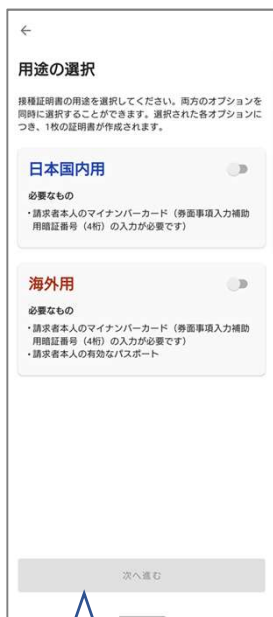 ←
用途の選択
接種証明書の用途を選択してください。両方のオプションを
同時に選択することができます。選択された各オプションに
つき、1枚の証明書が作成されます。
日本国内用
必要なもの
・請求者本人のマイナンバーカード（券面事項入力補助
用暗証番号（4桁）の入力が必要です）
海外用
必要なもの
・請求者本人のマイナンバーカード（券面事項入力補助
用暗証番号（4桁）の入力が必要です）
・請求者本人の有効なパスポート
次へ進む